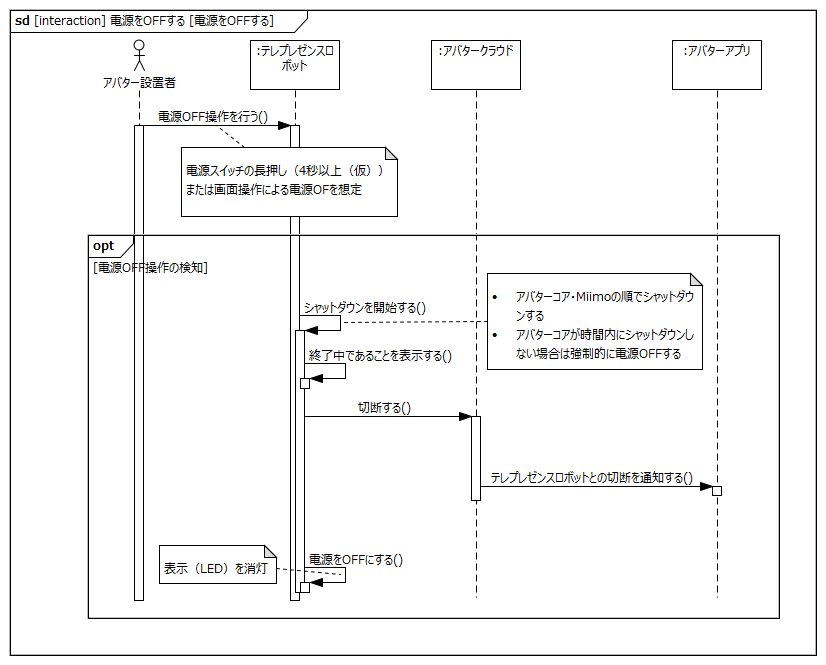 sd [interaction] 電源をOFFする [電源をOFFする]
アバター設置者
:テレプレゼンスロ
ボット
:アバタークラウド
:アバターアプリ
電源OFF操作を行う()
電源スイッチの長押し（4秒以上（仮））
または画面操作による電源OFを想定
opt
[電源OFF操作の検知]
シャットダウンを開始する()
• アバターコア・Miimoの順でシャットダウ
ンする
• アバターコアが時間内にシャットダウンし
ない場合は強制的に電源OFFする
終了中であることを表示する()
切断する()
テレプレゼンスロボットとの切断を通知する()
電源をOFFにする()
表示（LED）を消灯